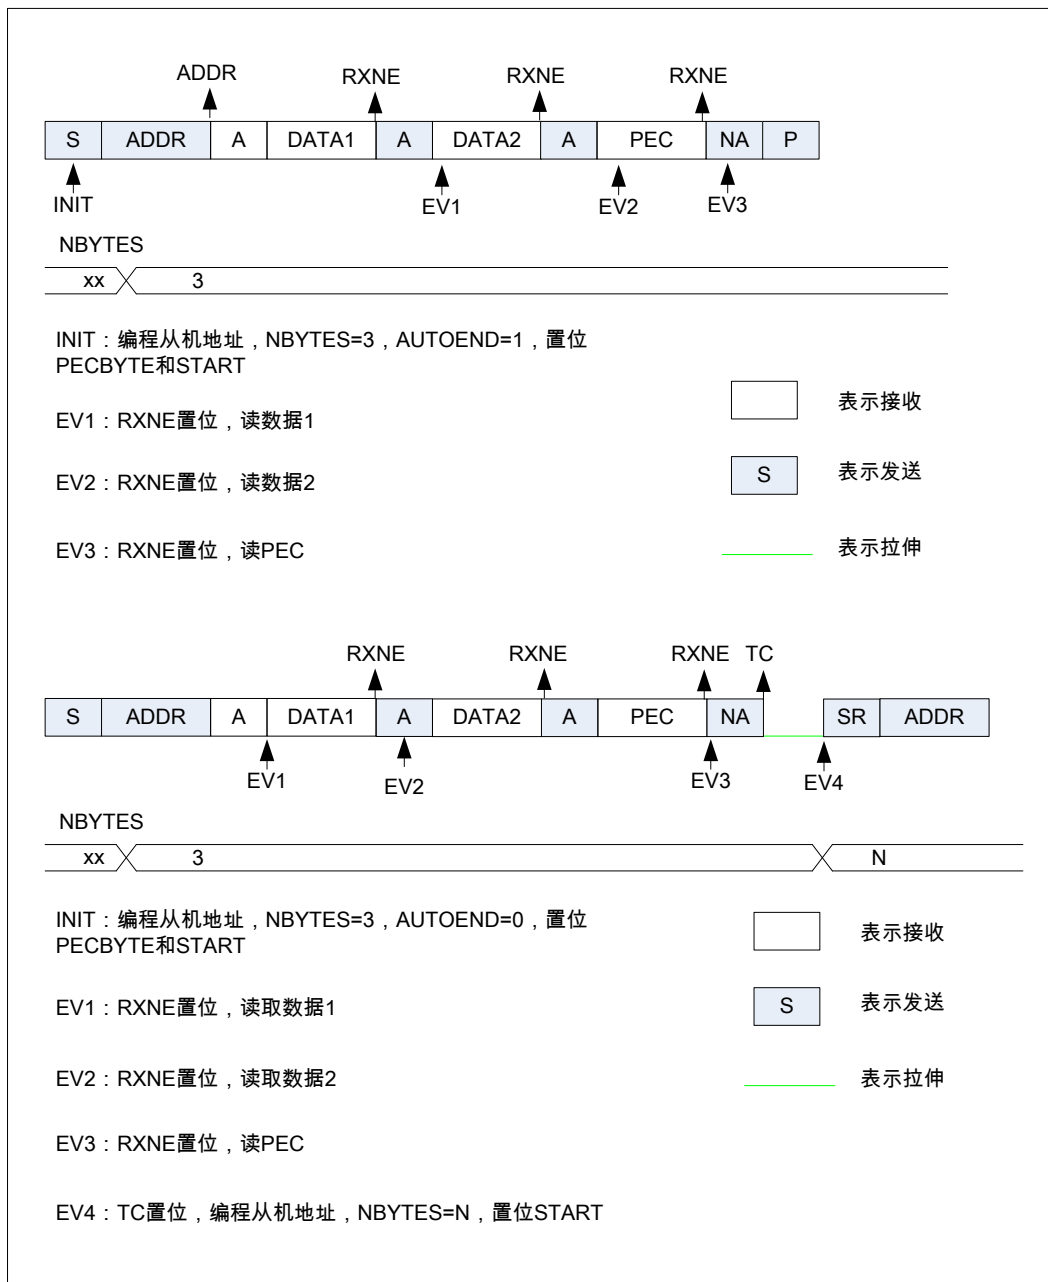 ADDR RXNE RXNE RXNE
S ADDR A DATA1 A DATA2 A PEC NA P
INIT EV1 EV2 EV3
NBYTES
xx 3
INIT：编程从机地址，NBYTES=3，AUTOEND=1，置位
PECBYTE和START
表示接收
EV1：RXNE置位，读数据1
EV2：RXNE置位，读数据2
S 表示发送
EV3：RXNE置位，读PEC
表示拉伸
RXNE RXNE RXNE TC
S ADDR A DATA1 A DATA2 A PEC NA SR ADDR
EV1 EV2 EV3 EV4
NBYTES
xx 3 N
INIT：编程从机地址，NBYTES=3，AUTOEND=0，置位
PECBYTE和START
表示接收
EV1：RXNE置位，读取数据1
S 表示发送
EV2：RXNE置位，读取数据2
表示拉伸
EV3：RXNE置位，读PEC
EV4：TC置位，编程从机地址，NBYTES=N，置位START